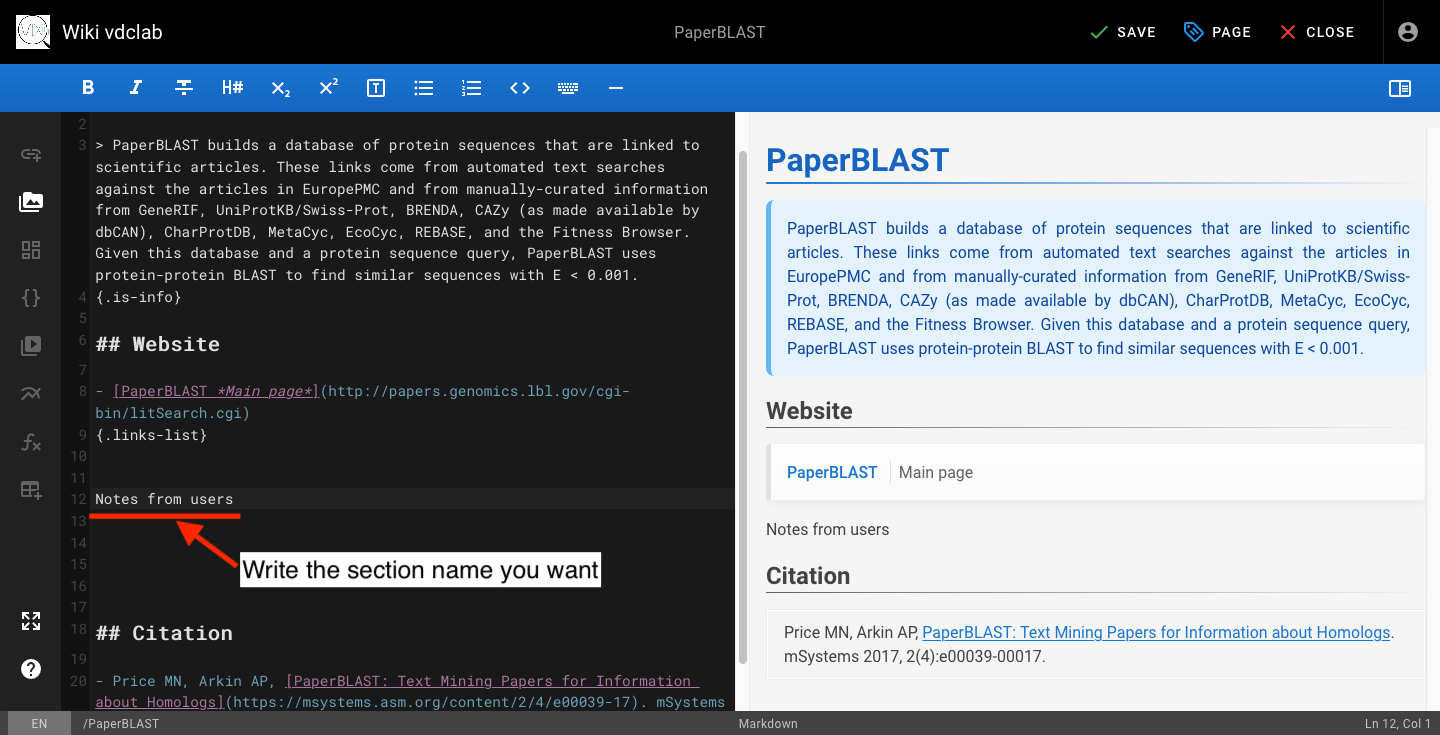 Wiki vdclab
PaperBLAST
SAVE
PAGE
CLOSE
B I S H# X₂ X² T
2
3 > PaperBLAST builds a database of protein sequences that are linked to
scientific articles. These links come from automated text searches
against the articles in EuropePMC and from manually-curated information
from GeneRIF, UniProtKB/Swiss-Prot, BRENDA, CAZy (as made available by
dbCAN), CharProtDB, MetaCyc, EcoCyc, REBASE, and the Fitness Browser.
Given this database and a protein sequence query, PaperBLAST uses
protein-protein BLAST to find similar sequences with E < 0.001.
4 {.is-info}
5
6 ## Website
7
8 - [PaperBLAST *Main page*](http://papers.genomics.lbl.gov/cgi-
bin/litSearch.cgi)
9 {.links-list}
10
11
12 Notes from users
13
14
Write the section name you want
15
16
17
18 ## Citation
19
20 - Price MN, Arkin AP, [PaperBLAST: Text Mining Papers for Information
about Homologs](https://msystems.asm.org/content/2/4/e00039-17). mSystems
PaperBLAST
PaperBLAST builds a database of protein sequences that are linked to scientific
articles. These links come from automated text searches against the articles in
EuropePMC and from manually-curated information from GeneRIF, UniProtKB/Swiss-
Prot, BRENDA, CAZy (as made available by dbCAN), CharProtDB, MetaCyc, EcoCyc,
REBASE, and the Fitness Browser. Given this database and a protein sequence query,
PaperBLAST uses protein-protein BLAST to find similar sequences with E < 0.001.
Website
PaperBLAST Main page
Notes from users
Citation
Price MN, Arkin AP, PaperBLAST: Text Mining Papers for Information about Homologs.
mSystems 2017, 2(4):e00039-00017.
EN
/PaperBLAST
Markdown
Ln 12, Col 1